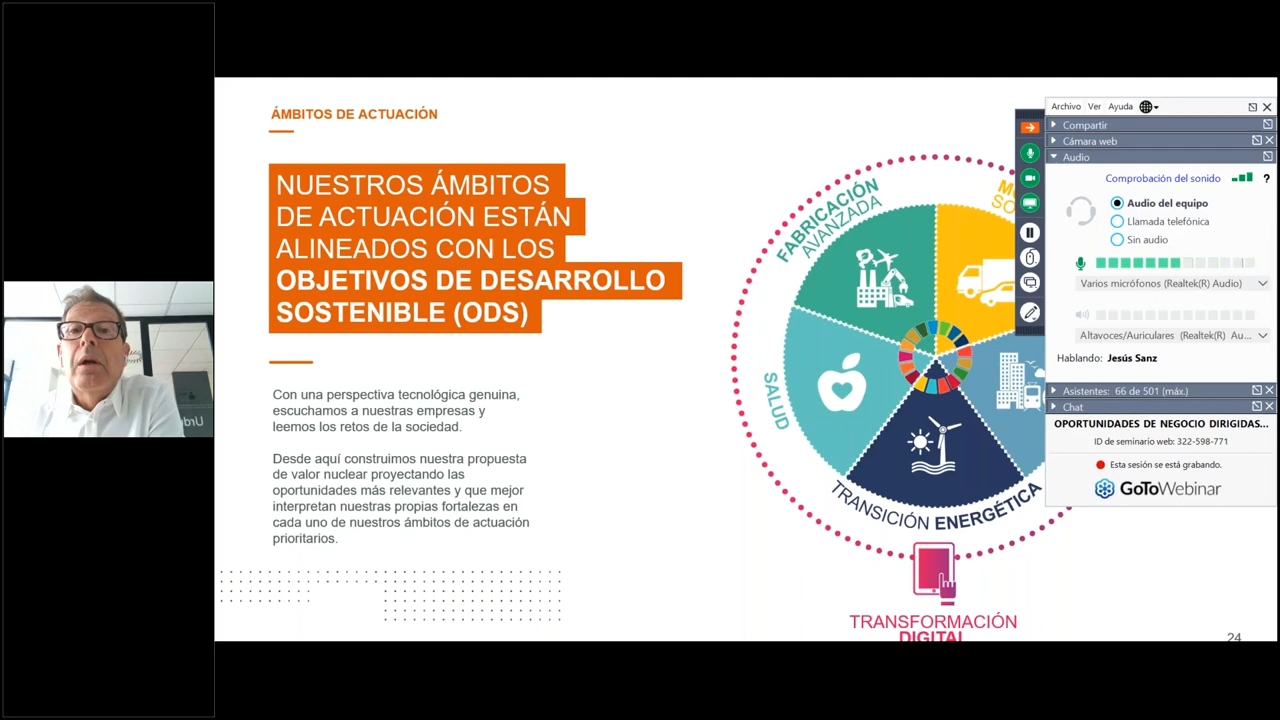 ÁMBITOS DE ACTUACIÓN
NUESTROS ÁMBITOS
DE ACTUACIÓN ESTÁN
ALINEADOS CON LOS
OBJETIVOS DE DESARROLLO
SOSTENIBLE (ODS)
Con una perspectiva tecnológica genuina,
escuchamos a nuestras empresas y
leemos los retos de la sociedad.
Desde aquí construimos nuestra propuesta
de valor nuclear proyectando las
oportunidades más relevantes y que mejor
interpretan nuestras propias fortalezas en
cada uno de nuestros ámbitos de actuación
prioritarios.
FABRICACIÓN
AVANZADA
SALUD
TRANSICIÓN ENERGÉTICA
TRANSFORMACIÓN
DIGITAL
24
Archivo Ver Ayuda
Compartir
Cámara web
Audio
Comprobación del sonido ?
Audio del equipo
Llamada telefónica
Sin audio
Varios micrófonos (Realtek(R) Audio)
Altavoces/Auriculares (Realtek(R) Au...
Hablando: Jesús Sanz
Asistentes: 66 de 501 (máx.)
Chat
OPORTUNIDADES DE NEGOCIO DIRIGIDAS...
ID de seminario web: 322-598-771
Esta sesión se está grabando.
GoToWebinar